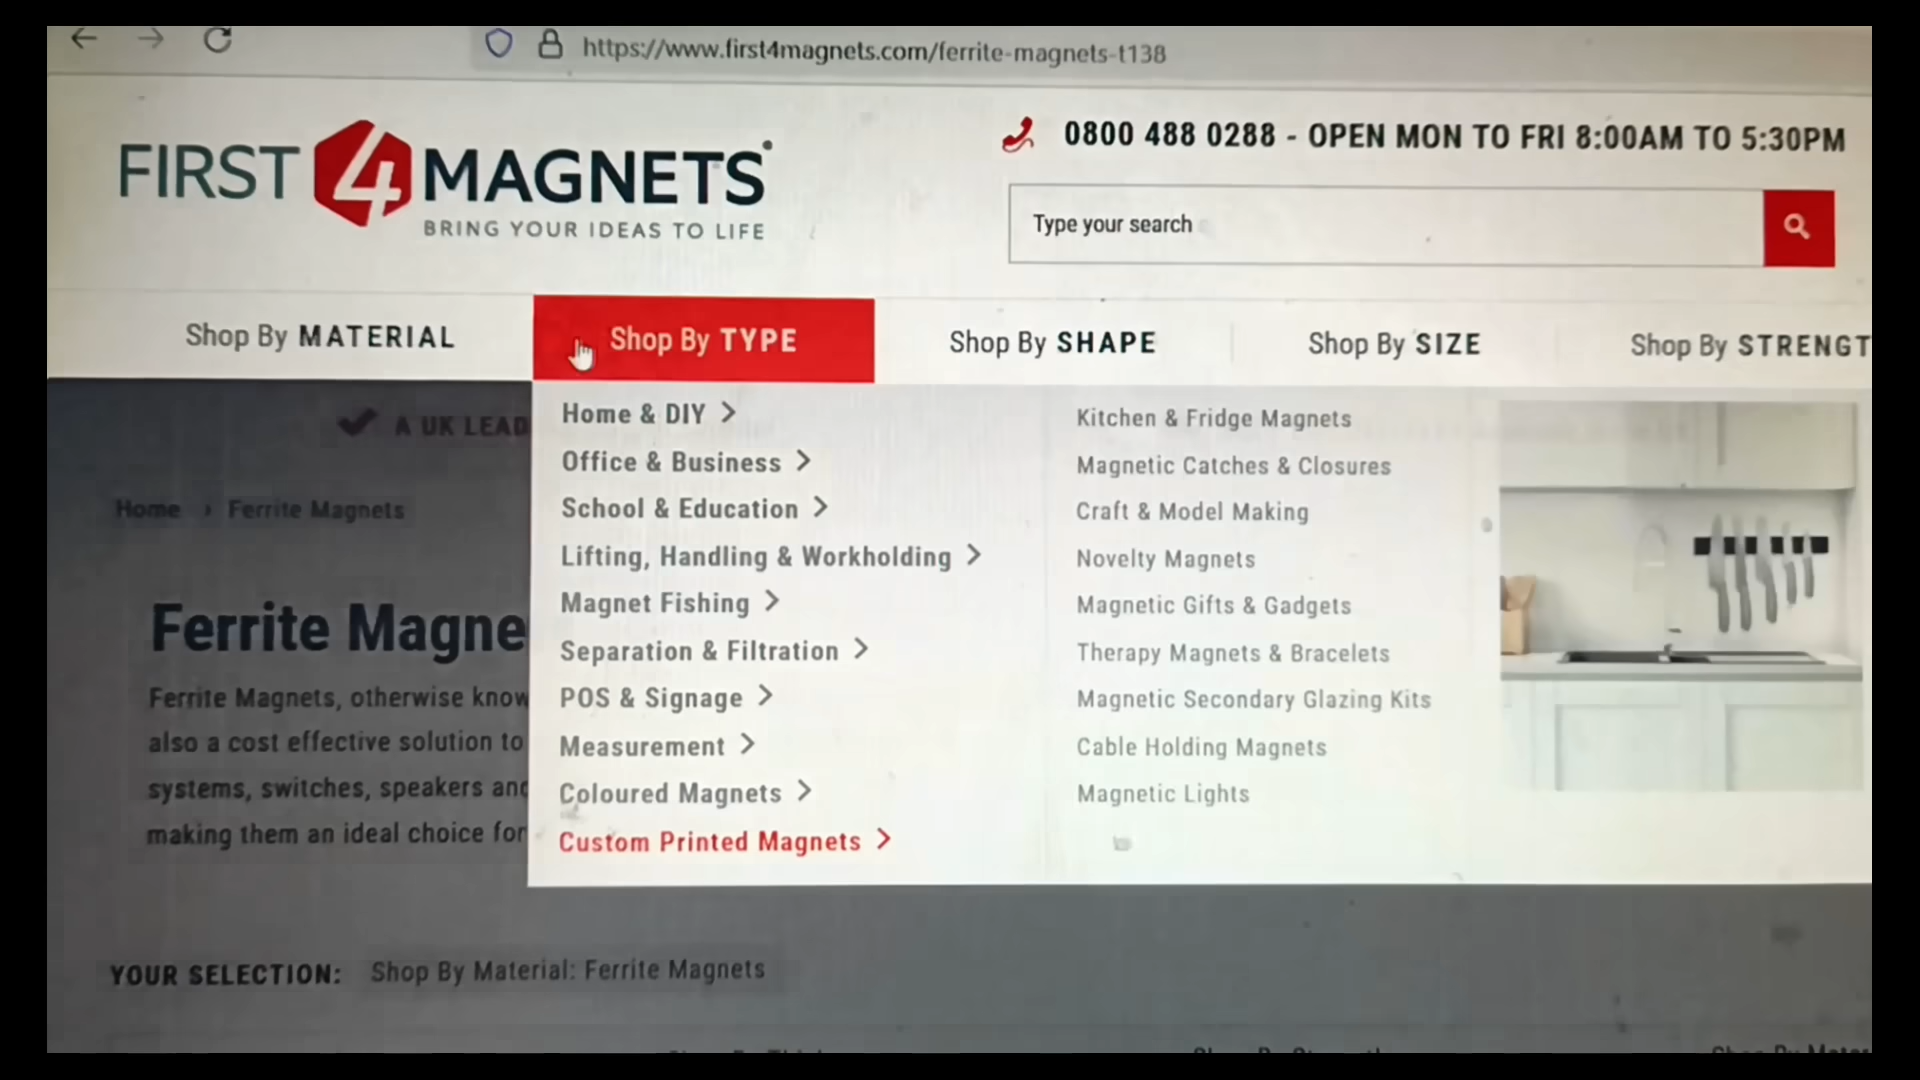 https://www.first4magnets.com/ferrite-magnets-t138
FIRST 4 MAGNETS
BRING YOUR IDEAS TO LIFE
0800 488 0288 - OPEN MON TO FRI 8:00AM TO 5:30PM
Type your search
Shop By MATERIAL
Shop By TYPE
Shop By SHAPE
Shop By SIZE
Shop By STRENGT
A UK LEAD
Home › Ferrite Magnets
Ferrite Magne
Ferrite Magnets, otherwise know
also a cost effective solution to
systems, switches, speakers and
making them an ideal choice for
Home & DIY >
Office & Business >
School & Education >
Lifting, Handling & Workholding >
Magnet Fishing >
Separation & Filtration >
POS & Signage >
Measurement >
Coloured Magnets >
Custom Printed Magnets >
Kitchen & Fridge Magnets
Magnetic Catches & Closures
Craft & Model Making
Novelty Magnets
Magnetic Gifts & Gadgets
Therapy Magnets & Bracelets
Magnetic Secondary Glazing Kits
Cable Holding Magnets
Magnetic Lights
YOUR SELECTION: Shop By Material: Ferrite Magnets